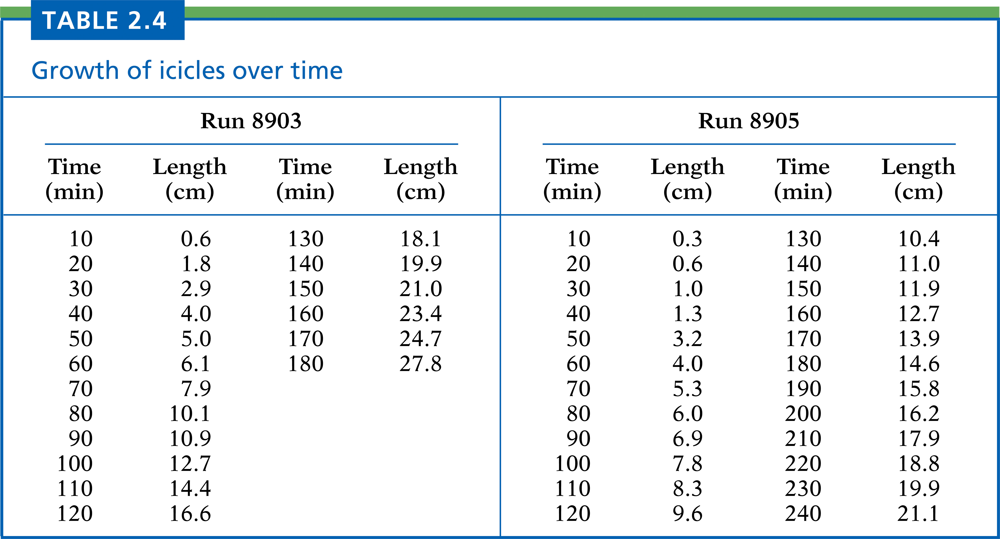 TABLE 2.4
Growth of icicles over time
Run 8903 Run 8905
Time Length Time Length Time Length Time Length
(min) (cm) (min) (cm) (min) (cm) (min) (cm)
10 0.6 130 18.1 10 0.3 130 10.4
20 1.8 140 19.9 20 0.6 140 11.0
30 2.9 150 21.0 30 1.0 150 11.9
40 4.0 160 23.4 40 1.3 160 12.7
50 5.0 170 24.7 50 3.2 170 13.9
60 6.1 180 27.8 60 4.0 180 14.6
70 7.9 70 5.3 190 15.8
80 10.1 80 6.0 200 16.2
90 10.9 90 6.9 210 17.9
100 12.7 100 7.8 220 18.8
110 14.4 110 8.3 230 19.9
120 16.6 120 9.6 240 21.1